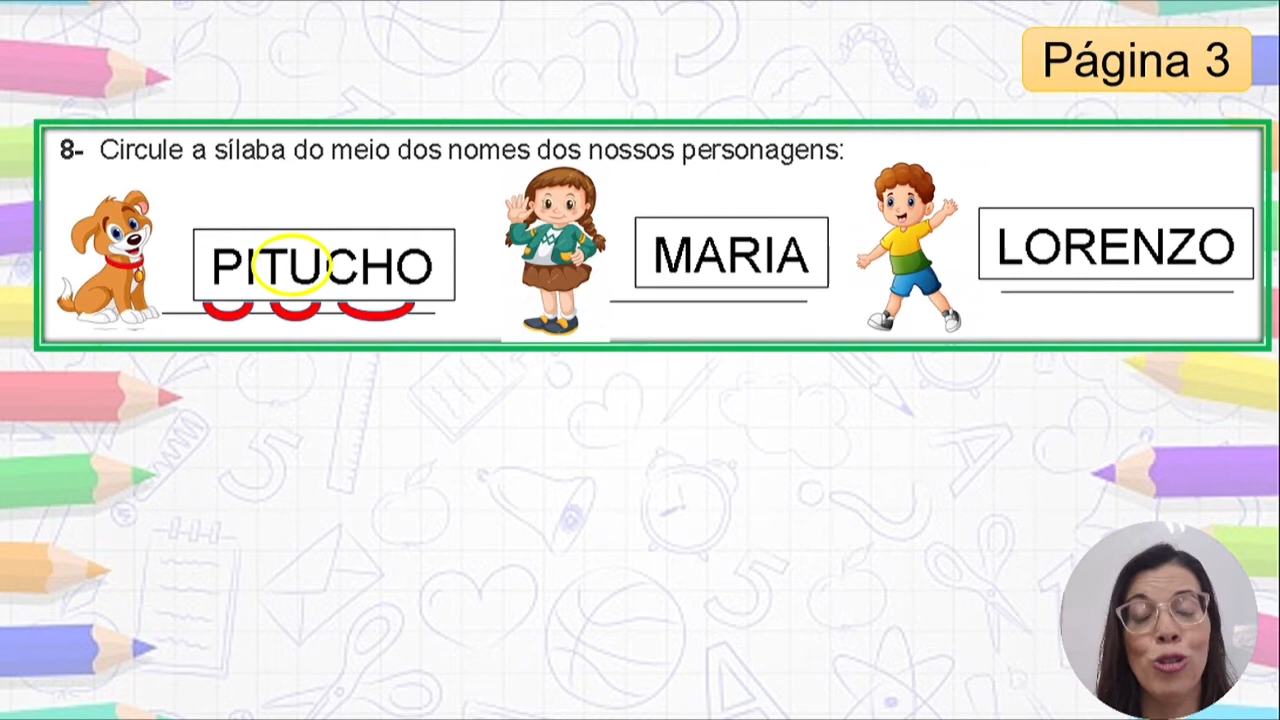 Página 3
8- Circule a sílaba do meio dos nomes dos nossos personagens:
PITUCHO
MARIA
LORENZO